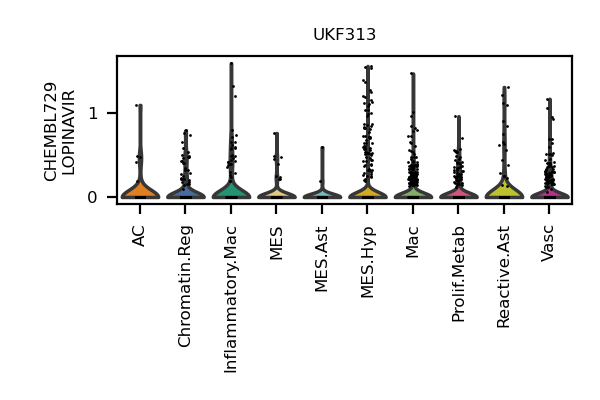 UKF313
CHEMBL729
LOPINAVIR
1
0
AC
Chromatin.Reg
Inflammatory.Mac
MES
MES.Ast
MES.Hyp
Mac
Prolif.Metab
Reactive.Ast
Vasc